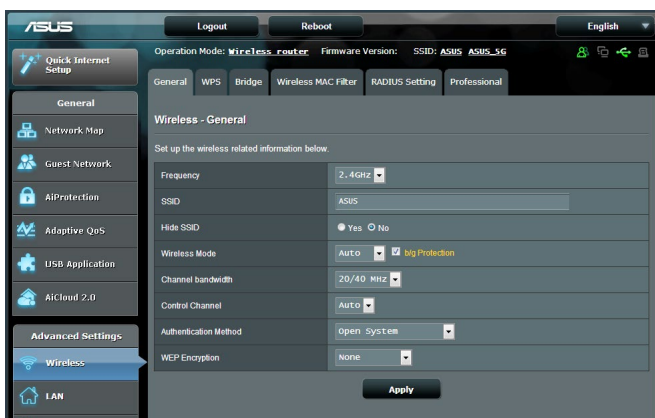 ASUS Logout Reboot English
Quick Internet Setup
Operation Mode: Wireless router Firmware Version: SSID: ASUS ASUS_5G
General WPS Bridge Wireless MAC Filter RADIUS Setting Professional
General
Network Map
Guest Network
AiProtection
Adaptive QoS
USB Application
AiCloud 2.0
Advanced Settings
Wireless
LAN
Wireless - General
Set up the wireless related information below.
Frequency 2.4GHz
SSID ASUS
Hide SSID Yes No
Wireless Mode Auto b/g Protection
Channel bandwidth 20/40 MHz
Control Channel Auto
Authentication Method Open System
WEP Encryption None
Apply